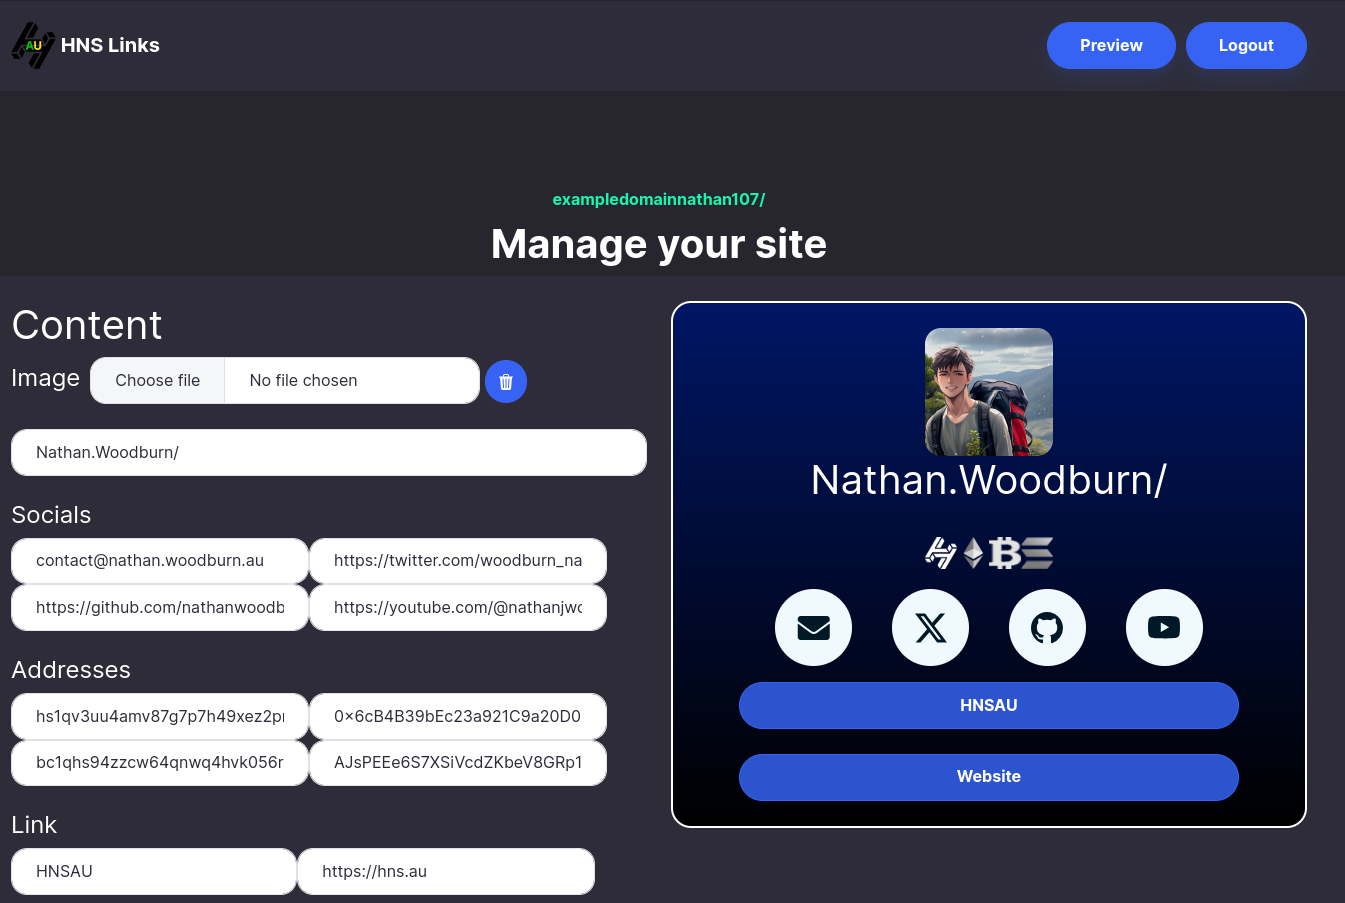 AU HNS Links
Preview
Logout
exampledomainnathan107/
Manage your site
Content
Image
Choose file
No file chosen
Nathan.Woodburn/
Socials
contact@nathan.woodburn.au
https://twitter.com/woodburn_na
https://github.com/nathanwoodb
https://youtube.com/@nathanjwo
Addresses
hs1qv3uu4amv87g7p7h49xez2pr
0x6cB4B39bEc23a921C9a20D0
bc1qhs94zzcw64qnwq4hvk056r
AJsPEEe6S7XSiVcdZKbeV8GRp1
Link
HNSAU
https://hns.au
Nathan.Woodburn/
HNSAU
Website